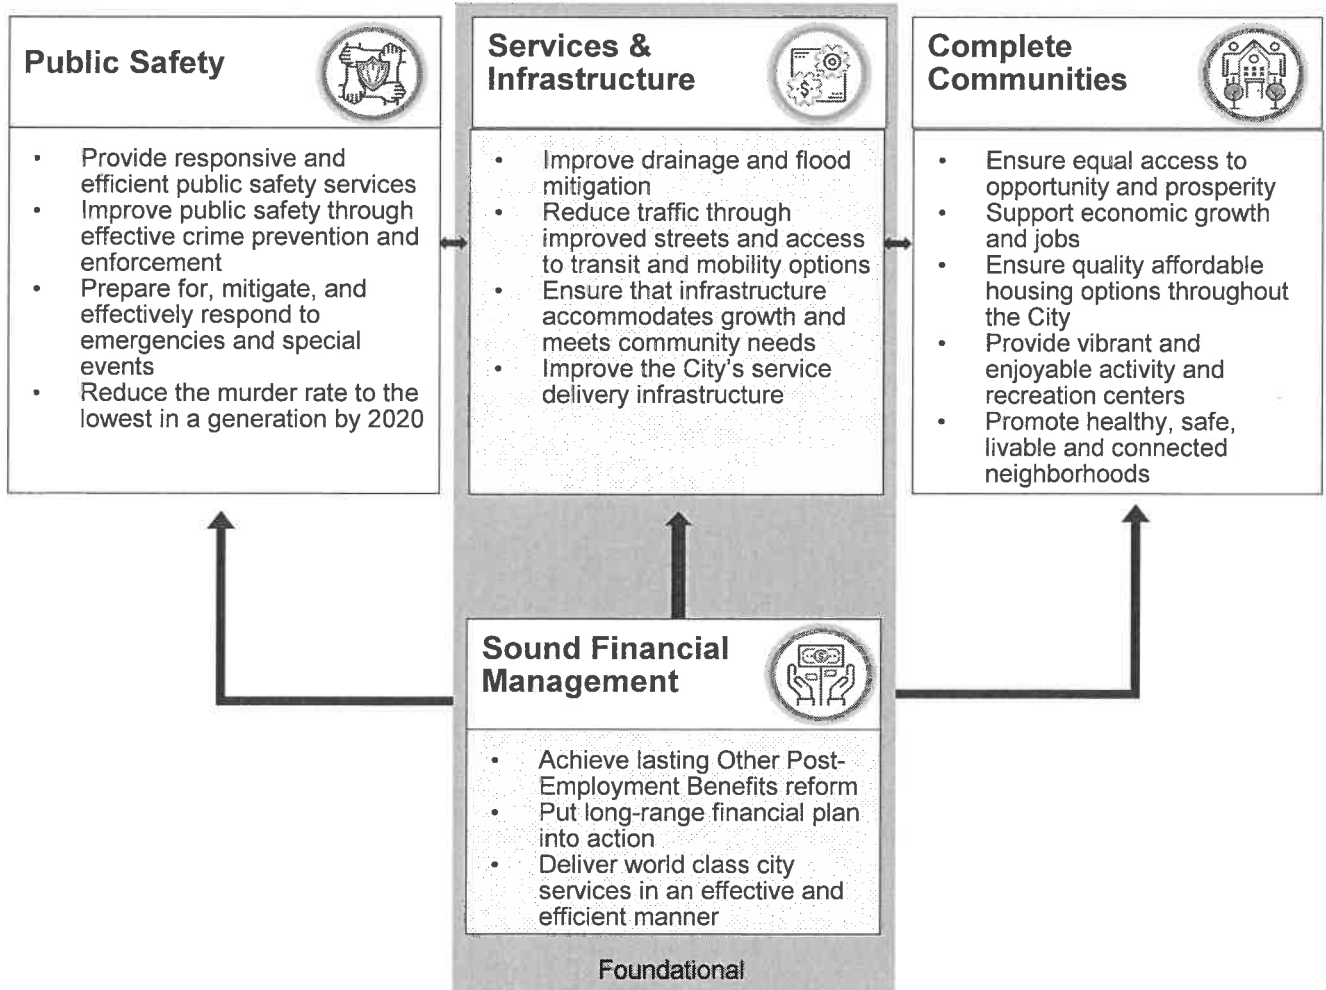 Public Safety
• Provide responsive and
efficient public safety services
• Improve public safety through
effective crime prevention and
enforcement
• Prepare for, mitigate, and
effectively respond to
emergencies and special
events
• Reduce the murder rate to the
lowest in a generation by 2020
Services &
Infrastructure
• Improve drainage and flood
mitigation
• Reduce traffic through
improved streets and access
to transit and mobility options
• Ensure that infrastructure
accommodates growth and
meets community needs
• Improve the City's service
delivery infrastructure
Complete
Communities
• Ensure equal access to
opportunity and prosperity
• Support economic growth
and jobs
• Ensure quality affordable
housing options throughout
the City
• Provide vibrant and
enjoyable activity and
recreation centers
• Promote healthy, safe,
livable and connected
neighborhoods
Sound Financial
Management
• Achieve lasting Other Post-
Employment Benefits reform
• Put long-range financial plan
into action
• Deliver world class city
services in an effective and
efficient manner
Foundational